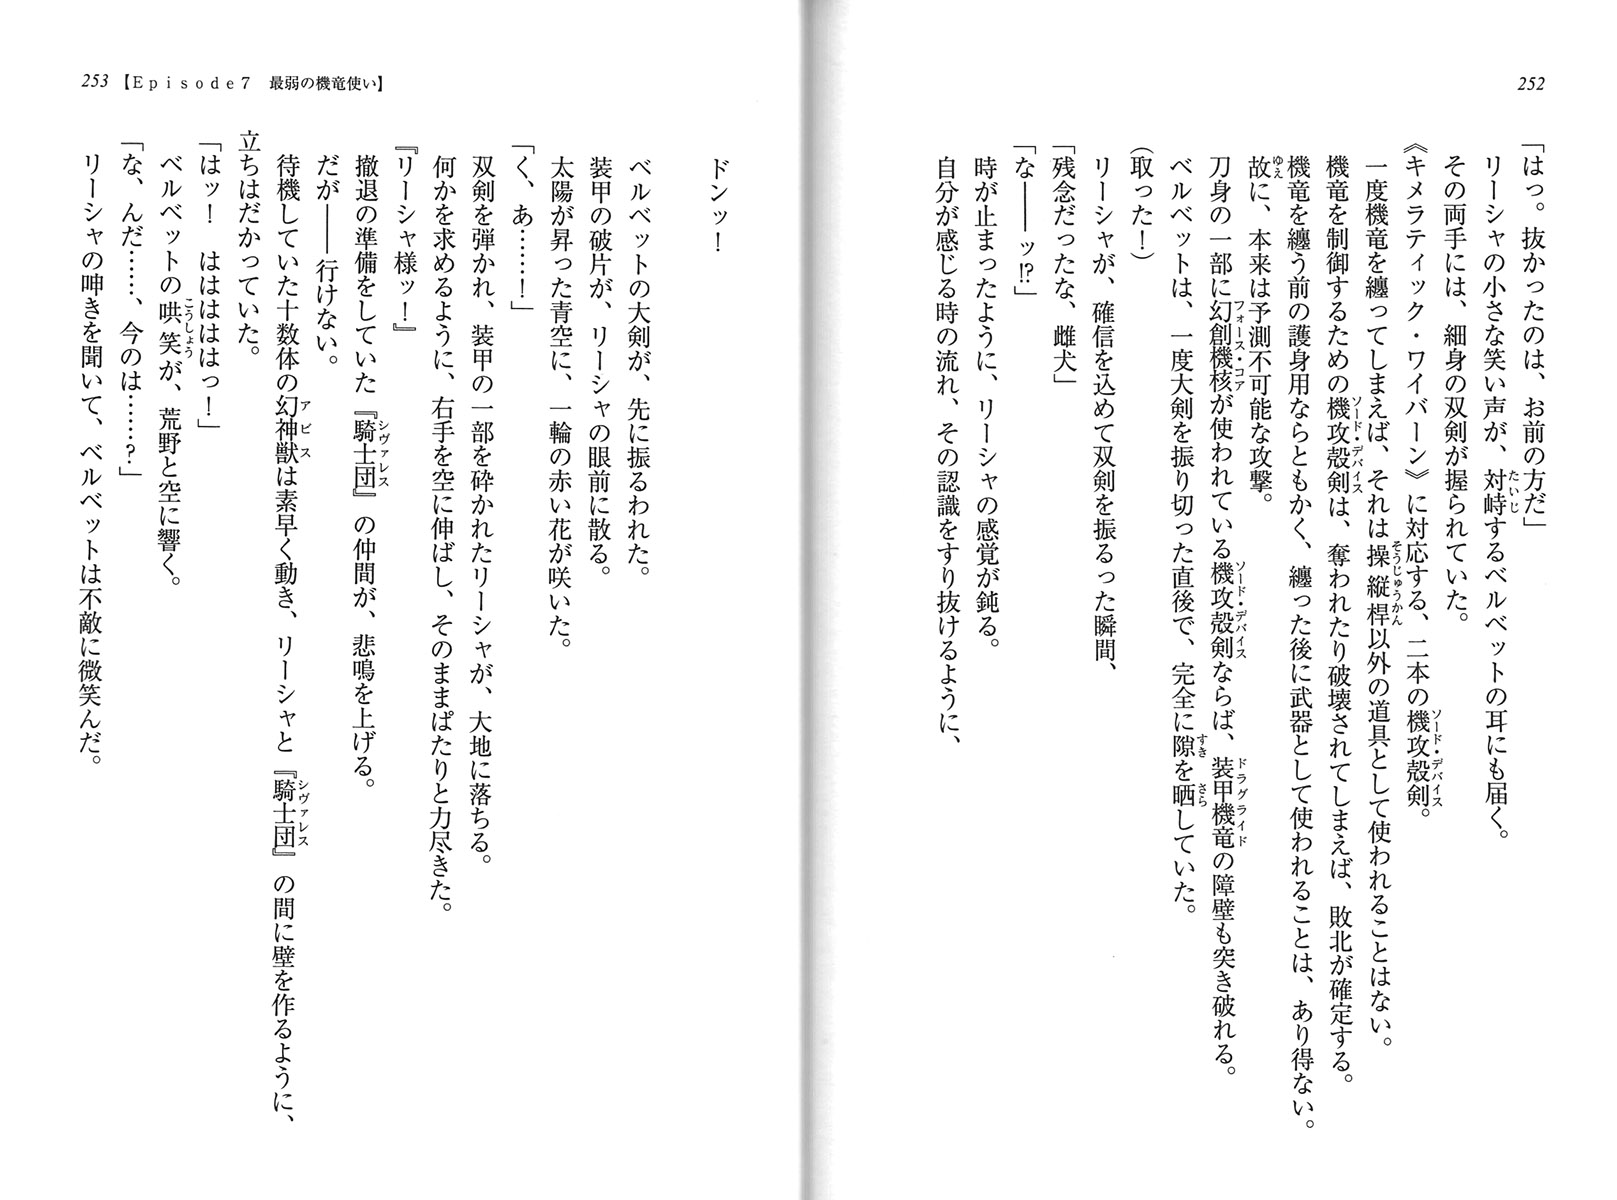 252
「はっ。抜かったのは、お前の方だ」
リーシャの小さな笑い声が、対峙するベルベットの耳にも届く。
その両手には、細身の双剣が握られていた。
《キメラティック・ワイバーン》に対応する、二本の機攻殻剣。
一度機竜を纏ってしまえば、それは操縦桿以外の道具として使われることはない。
機竜を制御するための機攻殻剣は、奪われたり破壊されてしまえば、敗北が確定する。
機竜を纏う前の護身用ならともかく、纏った後に武器として使われることは、あり得ない。
故に、本来は予測不可能な攻撃。
刀身の一部に幻創機核が使われている機攻殻剣ならば、装甲機竜の障壁も突き破れる。
ベルベットは、一度大剣を振り切った直後で、完全に隙を晒していた。
（取った！）
リーシャが、確信を込めて双剣を振るった瞬間、
「残念だったな、雌犬」
「な――ッ!?」
時が止まったように、リーシャの感覚が鈍る。
自分が感じる時の流れ、その認識をすり抜けるように、
253【Ｅｐｉｓｏｄｅ７　最弱の機竜使い】
ドンッ！
ベルベットの大剣が、先に振るわれた。
装甲の破片が、リーシャの眼前に散る。
太陽が昇った青空に、一輪の赤い花が咲いた。
「く、あ……！」
双剣を弾かれ、装甲の一部を砕かれたリーシャが、大地に落ちる。
何かを求めるように、右手を空に伸ばし、そのままぱたりと力尽きた。
『リーシャ様ッ！』
撤退の準備をしていた『騎士団』の仲間が、悲鳴を上げる。
だが――行けない。
待機していた十数体の幻神獣は素早く動き、リーシャと『騎士団』の間に壁を作るように、
立ちはだかっていた。
「はッ！　はははははっ！」
ベルベットの哄笑が、荒野と空に響く。
「な、んだ……、今のは……？」
リーシャの呻きを聞いて、ベルベットは不敵に微笑んだ。